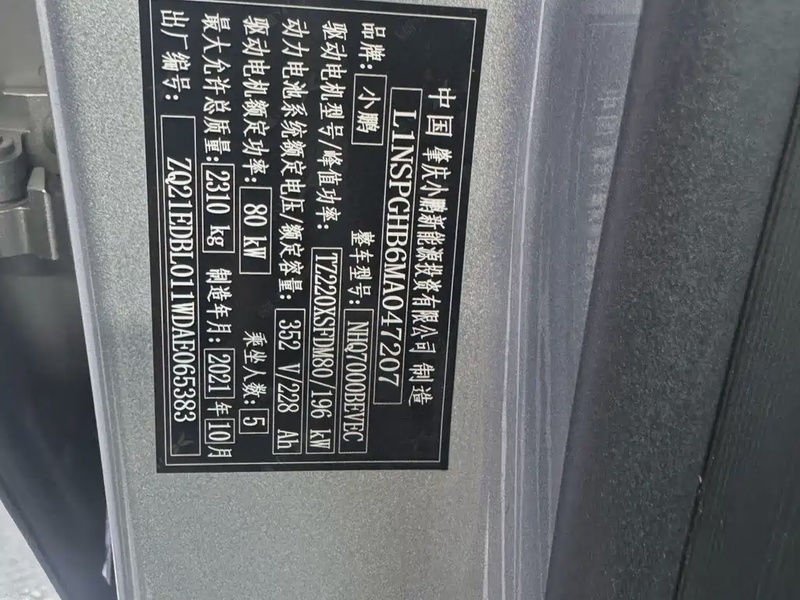 中国 肇庆小鹏新能源投资有限公司 制造
L1NSPGHB6MA047207
品牌: 小鹏 整车型号: NHQ7000BEVEC
驱动电机型号/峰值功率: TZ220XSFDM80/196 kW
动力电池系统额定电压/额定容量: 352 V/228 Ah
驱动电机额定功率: 80 kW 乘坐人数: 5
最大允许总质量: 2310 kg 制造年月: 2021 年 10 月
出厂编号: ZQ21EDBL011WDAE065383